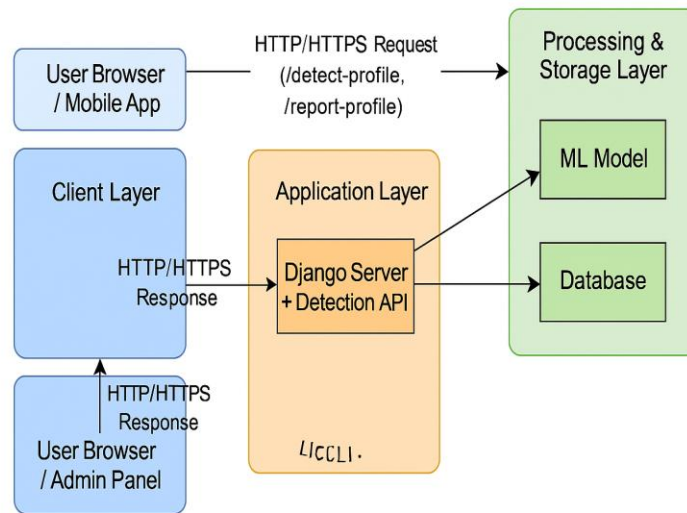 User Browser
/ Mobile App
HTTP/HTTPS Request
(/detect-profile,
/report-profile)
Processing &
Storage Layer
ML Model
Database
Client Layer
HTTP/HTTPS
Response
Application Layer
Django Server
+ Detection API
LICCLI.
HTTP/HTTPS
Response
User Browser
/ Admin Panel